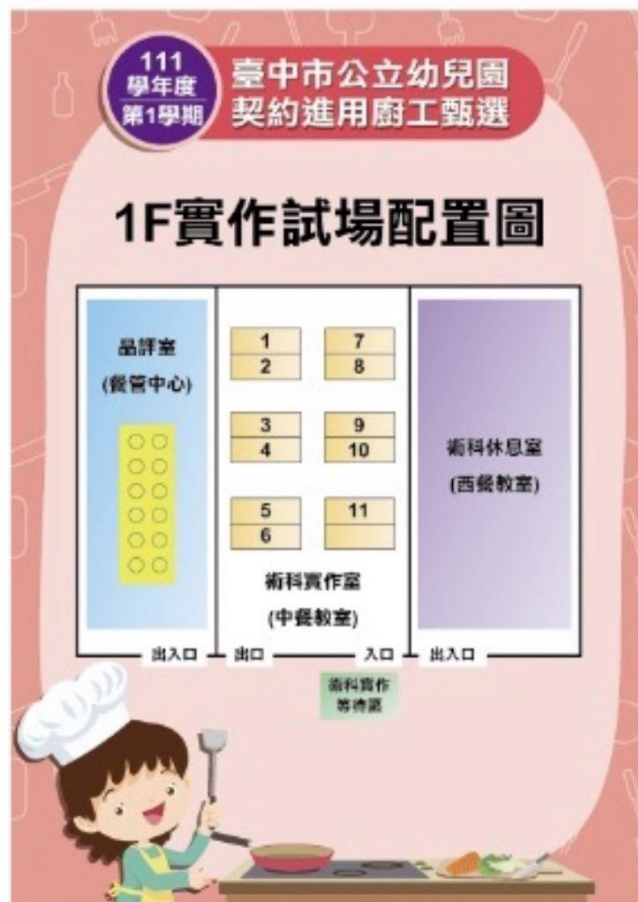 111
學年度
第1學期
臺中市公立幼兒園
契約進用廚工甄選
1F實作試場配置圖
品評室
(餐管中心)
1
2
3
4
5
6
7
8
9
10
11
術科實作室
(中餐教室)
術科休息室
(西餐教室)
出入口
出口
入口
出入口
術科實作
等待區